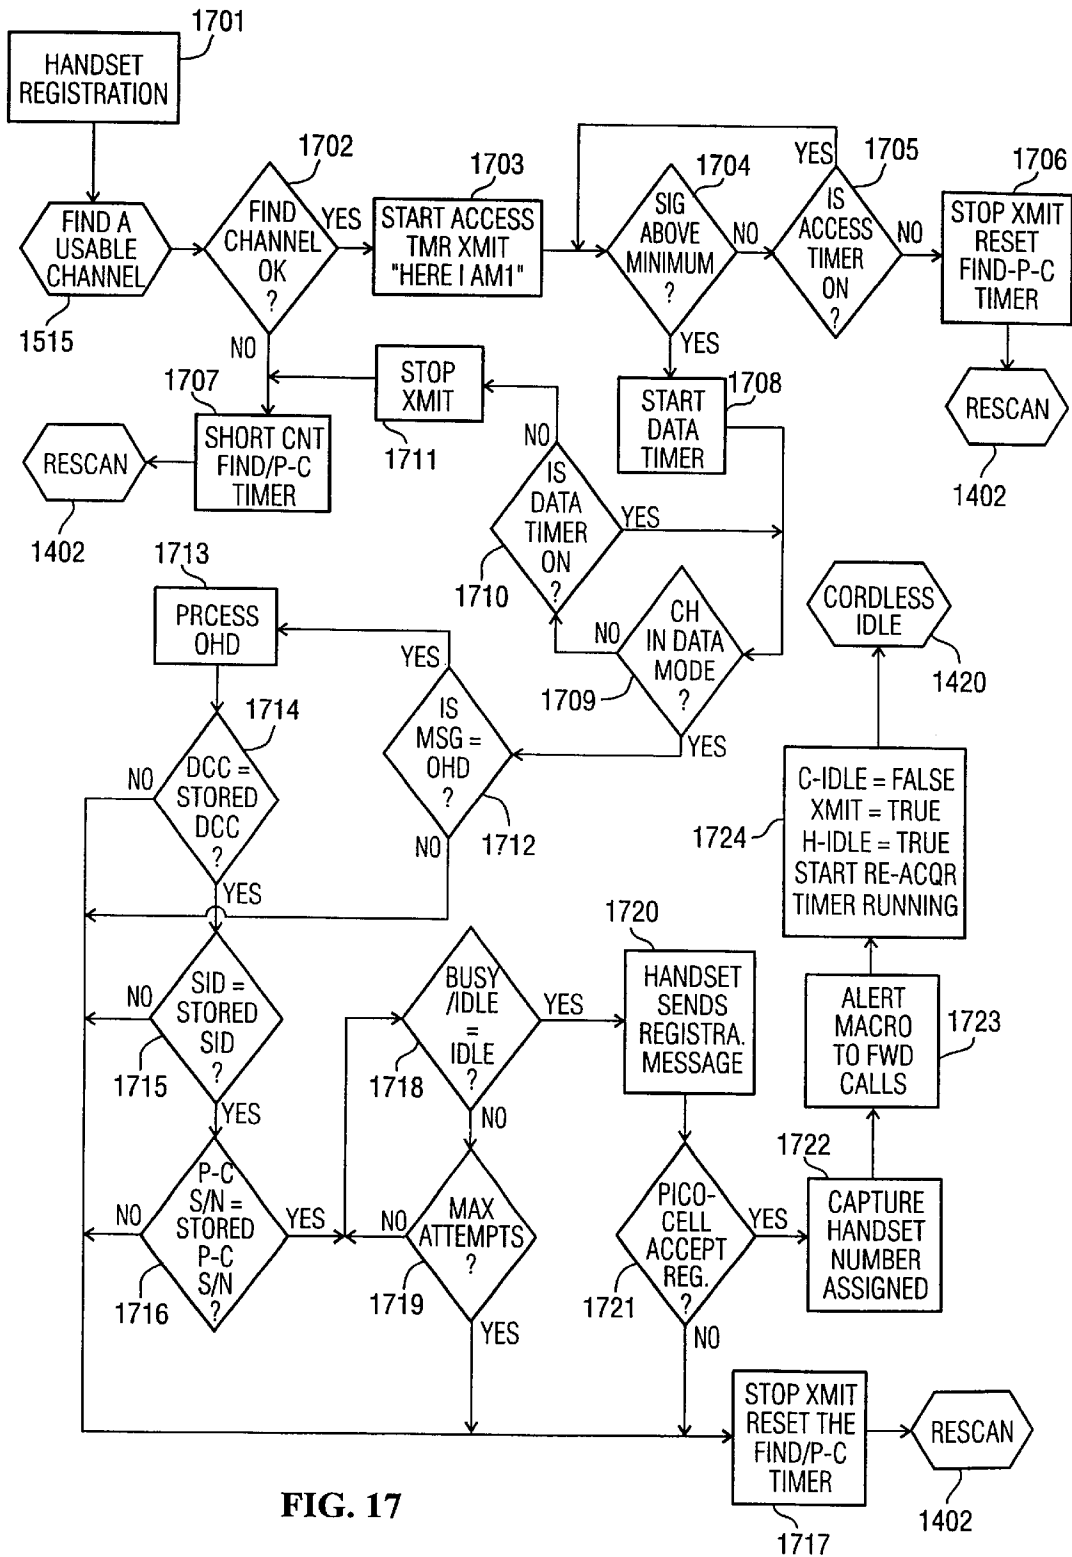 1701
HANDSET
REGISTRATION
1702
FIND
CHANNEL
OK
?
YES
NO
FIND A
USABLE
CHANNEL
1515
1703
START ACCESS
TMR XMIT
"HERE I AM1"
1704
SIG
ABOVE
MINIMUM
?
NO
YES
YES
1705
IS
ACCESS
TIMER
ON
?
NO
1706
STOP XMIT
RESET
FIND-P-C
TIMER
RESCAN
1402
1707
SHORT CNT
FIND/P-C
TIMER
RESCAN
1402
STOP
XMIT
1711
1708
START
DATA
TIMER
NO
IS
DATA
TIMER
ON
?
YES
1710
CH
IN DATA
MODE
?
NO
1709
YES
1713
PRCESS
OHD
YES
IS
MSG =
OHD
?
1712
NO
1714
DCC =
STORED
DCC
?
NO
YES
SID =
STORED
SID
?
NO
1715
YES
P-C
S/N =
STORED
P-C
S/N
?
NO
YES
1716
BUSY
/IDLE
=
IDLE
?
YES
1718
NO
MAX
ATTEMPTS
?
NO
1719
YES
1720
HANDSET
SENDS
REGISTRA.
MESSAGE
PICO-
CELL
ACCEPT
REG.
?
YES
1721
NO
1722
CAPTURE
HANDSET
NUMBER
ASSIGNED
ALERT
MACRO
TO FWD
CALLS
1723
C-IDLE = FALSE
XMIT = TRUE
H-IDLE = TRUE
START RE-ACQR
TIMER RUNNING
1724
CORDLESS
IDLE
1420
STOP XMIT
RESET THE
FIND/P-C
TIMER
1717
RESCAN
1402
FIG. 17